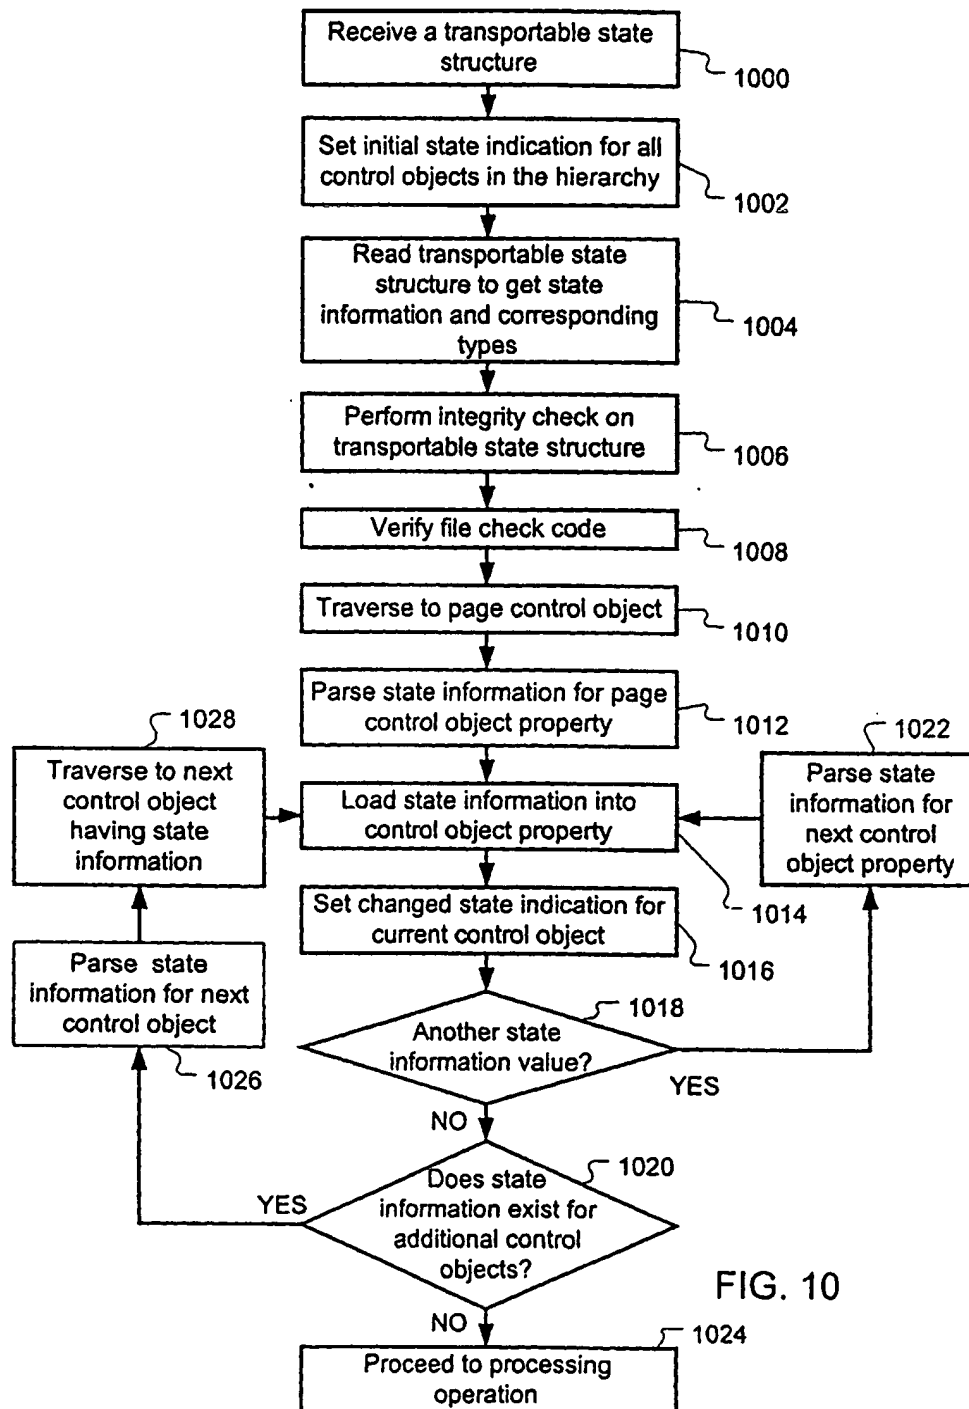 Receive a transportable state
structure
1000
Set initial state indication for all
control objects in the hierarchy
1002
Read transportable state
structure to get state
information and corresponding
types
1004
Perform integrity check on
transportable state structure
1006
Verify file check code
1008
Traverse to page control object
1010
Parse state information for page
control object property
1012
1028
Traverse to next
control object
having state
information
Load state information into
control object property
1014
1022
Parse state
information for
next control
object property
Set changed state indication for
current control object
1016
Parse state
information for next
control object
1026
1018
Another state
information value?
YES
NO
1020
Does state
information exist for
additional control
objects?
YES
FIG. 10
NO
1024
Proceed to processing
operation